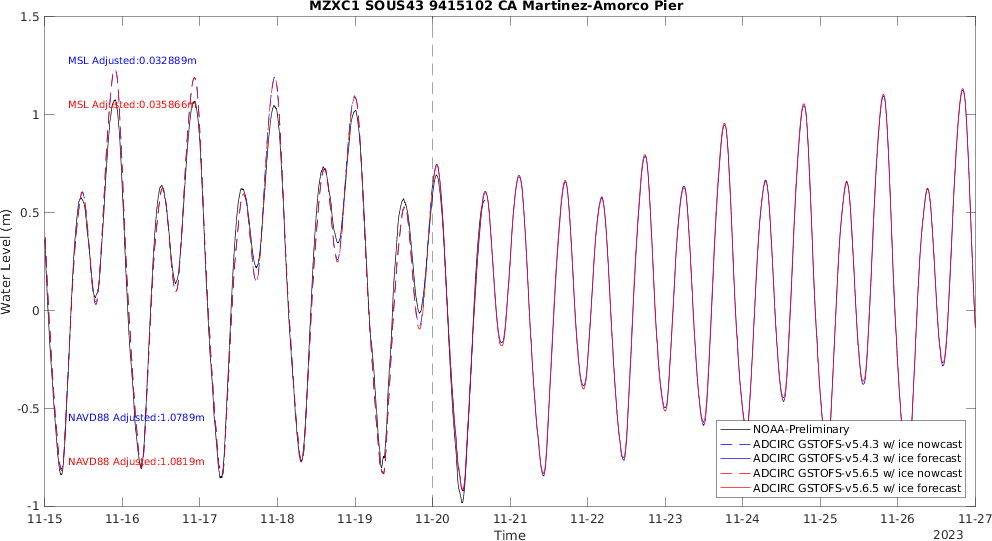 MZXC1 SOUS43 9415102 CA Martinez-Amorco Pier
1.5
1
0.5
0
-0.5
-1
Water Level (m)
MSL Adjusted:0.032889m
MSL Adjusted:0.035866m
NAVD88 Adjusted:1.0789m
NAVD88 Adjusted:1.0819m
NOAA-Preliminary
ADCIRC GSTOFS-v5.4.3 w/ ice nowcast
ADCIRC GSTOFS-v5.4.3 w/ ice forecast
ADCIRC GSTOFS-v5.6.5 w/ ice nowcast
ADCIRC GSTOFS-v5.6.5 w/ ice forecast
11-15 11-16 11-17 11-18 11-19 11-20 11-21 11-22 11-23 11-24 11-25 11-26 11-27
Time
2023